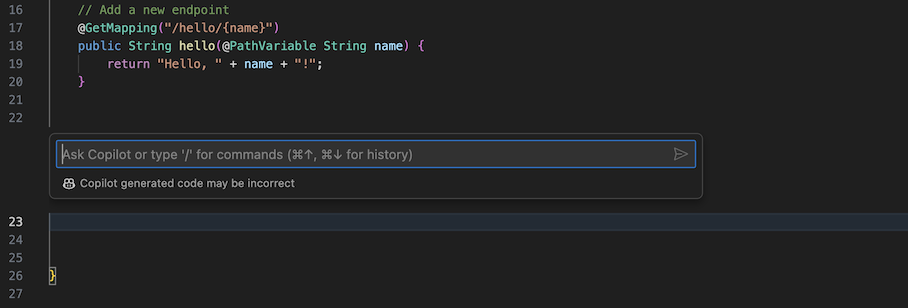 16 // Add a new endpoint
17 @GetMapping("/hello/{name}")
18 public String hello(@PathVariable String name) {
19 return "Hello, " + name + "!";
20 }
21
22
Ask Copilot or type '/' for commands (⌘↑, ⌘↓ for history)
Copilot generated code may be incorrect
23
24
25
26 }
27